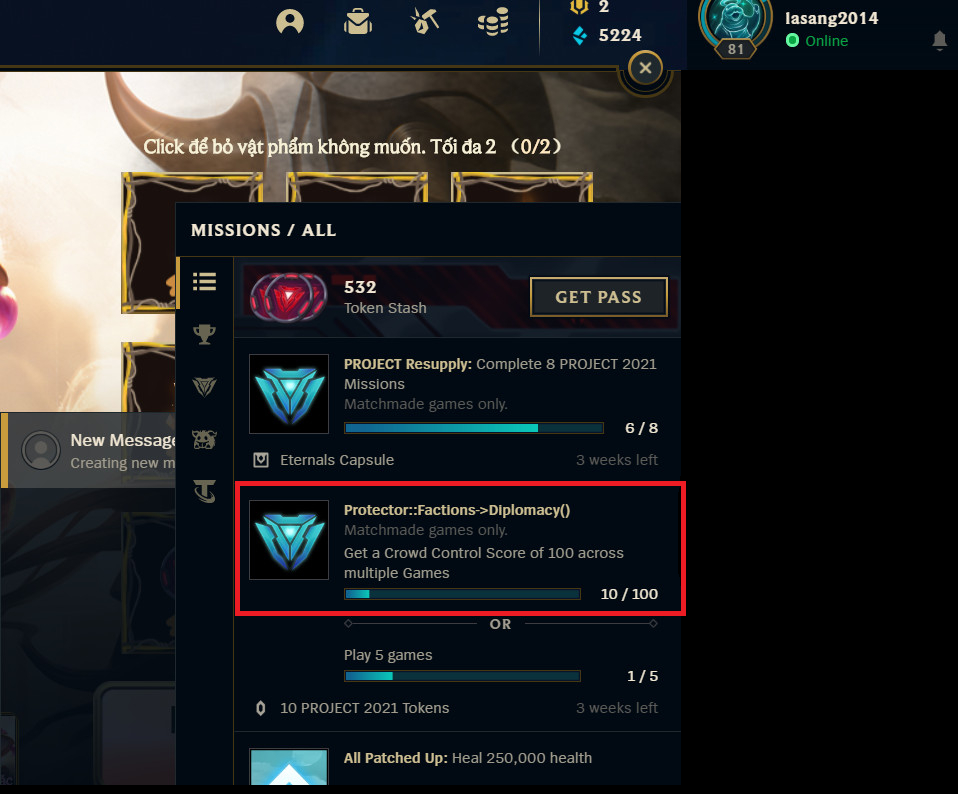 2
5224
lasang2014
81
Online
Click để bỏ vật phẩm không muốn. Tối đa 2 (0/2)
MISSIONS / ALL
532
Token Stash
GET PASS
PROJECT Resupply: Complete 8 PROJECT 2021
Missions
Matchmade games only.
6 / 8
New Message
Creating new m
Eternals Capsule
3 weeks left
Protector::Factions->Diplomacy()
Matchmade games only.
Get a Crowd Control Score of 100 across
multiple Games
10 / 100
OR
Play 5 games
1 / 5
10 PROJECT 2021 Tokens
3 weeks left
All Patched Up: Heal 250,000 health